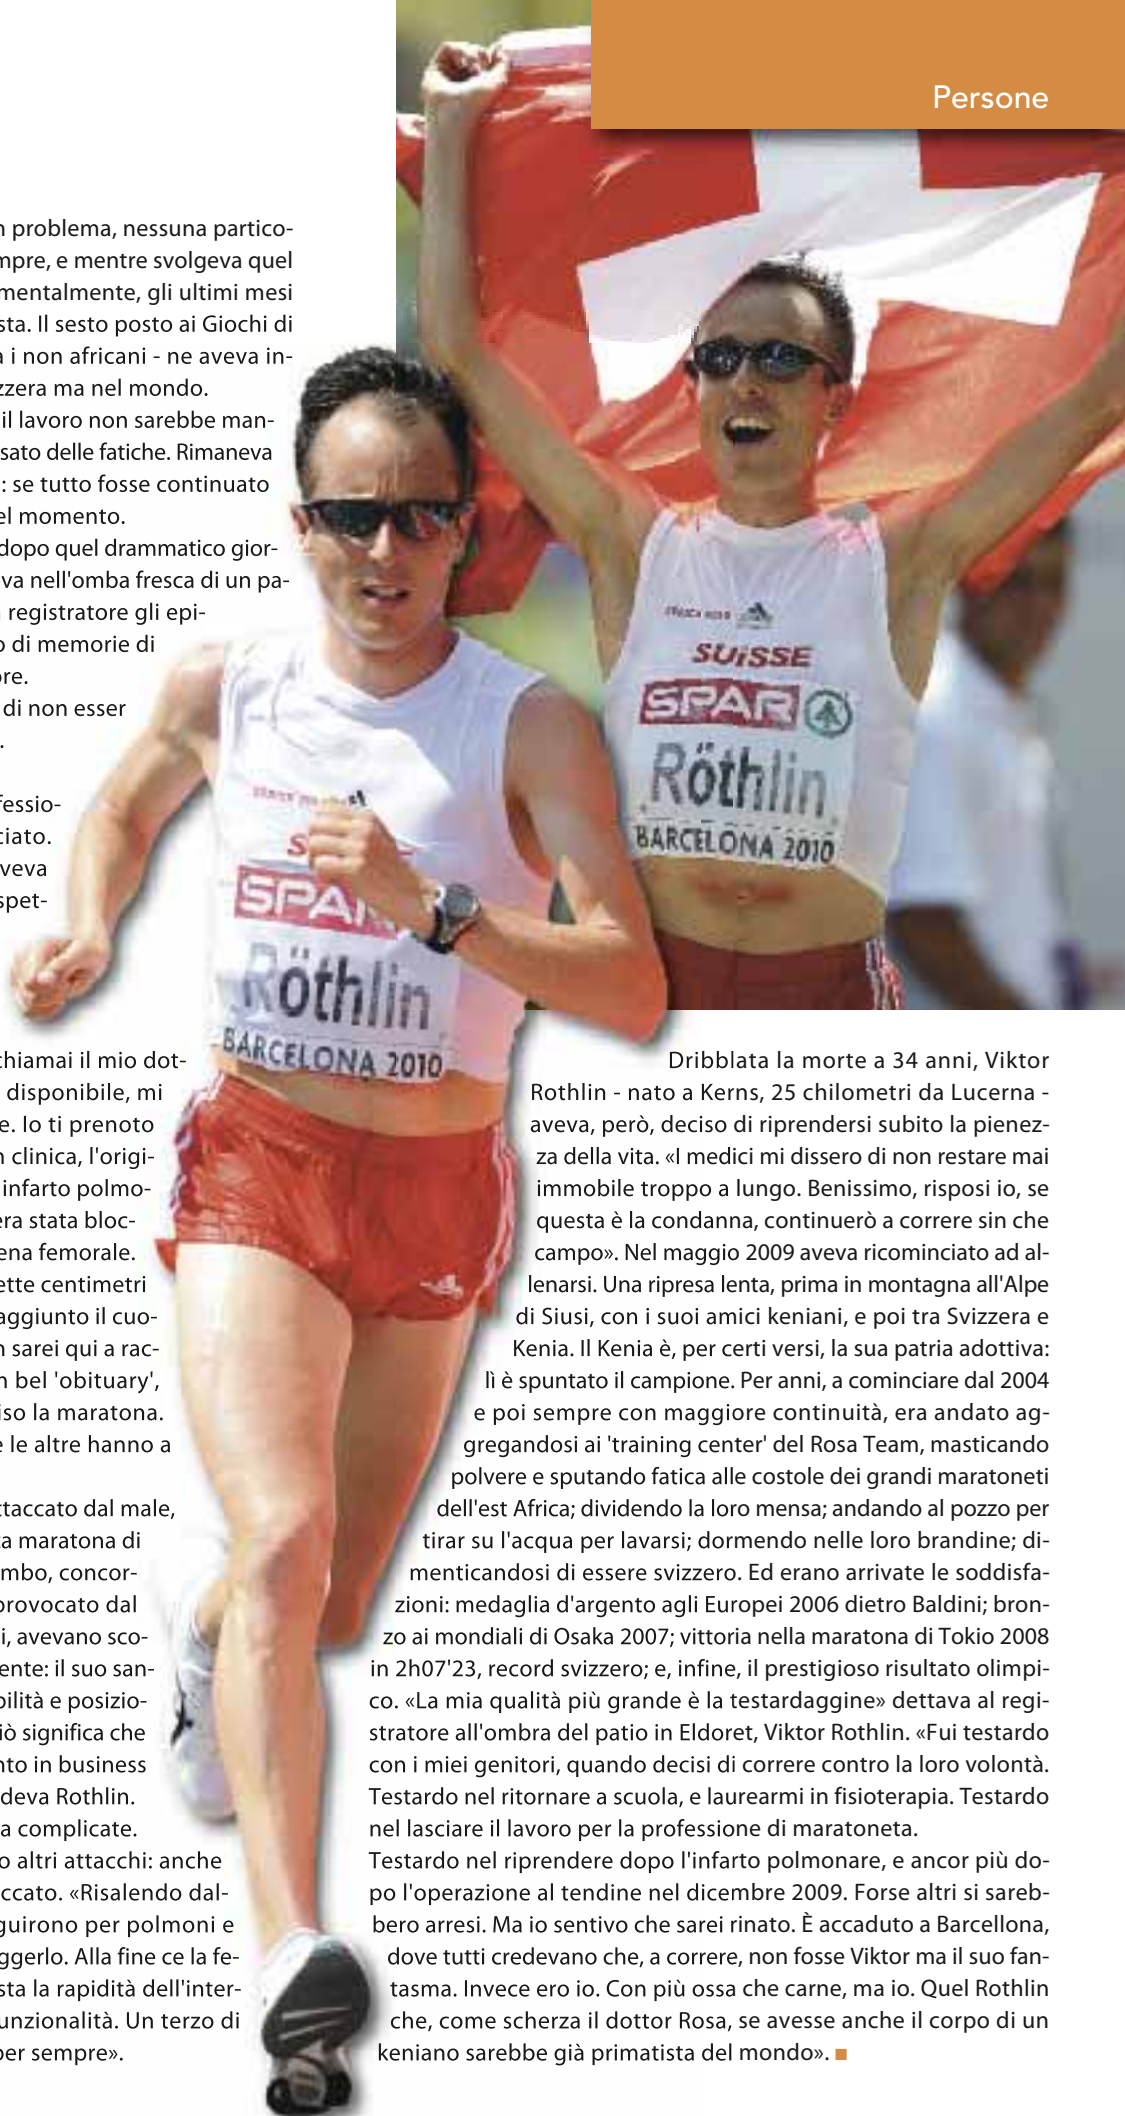 Persone
problema, nessuna partico-
mpre, e mentre svolgeva quel
mentalmente, gli ultimi mesi
sta. Il sesto posto ai Giochi di
i non africani - ne aveva in-
zzera ma nel mondo.
il lavoro non sarebbe man-
sato delle fatiche. Rimaneva
: se tutto fosse continuato
el momento.
dopo quel drammatico gior-
va nell'omba fresca di un pa-
registratore gli epi-
o di memorie di
ore.
di non esser
.
fessio-
ciato.
veva
spet-
chiamai il mio dot-
disponibile, mi
e. Io ti prenoto
n clinica, l'origi-
infarto polmo-
era stata bloc-
ena femorale.
ette centimetri
aggiunto il cuo-
n sarei qui a rac-
n bel 'obituary',
iso la maratona.
e le altre hanno a
ttaccato dal male,
ta maratona di
mbo, concor-
provocato dal
i, avevano sco-
ente: il suo san-
bilità e posizio-
iò significa che
nto in business
deva Rothlin.
a complicate.
o altri attacchi: anche
ccato. «Risalendo dal-
guirono per polmoni e
ggerlo. Alla fine ce la fe-
sta la rapidità dell'inter-
unzionalità. Un terzo di
per sempre».
SUISSE
SPAR
Röthlin
BARCELONA 2010
SPAR
Röthlin
BARCELONA 2010
Dribblata la morte a 34 anni, Viktor
Rothlin - nato a Kerns, 25 chilometri da Lucerna -
aveva, però, deciso di riprendersi subito la pienez-
za della vita. «I medici mi dissero di non restare mai
immobile troppo a lungo. Benissimo, risposi io, se
questa è la condanna, continuerò a correre sin che
campo». Nel maggio 2009 aveva ricominciato ad al-
lenarsi. Una ripresa lenta, prima in montagna all'Alpe
di Siusi, con i suoi amici keniani, e poi tra Svizzera e
Kenia. Il Kenia è, per certi versi, la sua patria adottiva:
lì è spuntato il campione. Per anni, a cominciare dal 2004
e poi sempre con maggiore continuità, era andato ag-
gregandosi ai 'training center' del Rosa Team, masticando
polvere e sputando fatica alle costole dei grandi maratoneti
dell'est Africa; dividendo la loro mensa; andando al pozzo per
tirar su l'acqua per lavarsi; dormendo nelle loro brandine; di-
menticandosi di essere svizzero. Ed erano arrivate le soddisfa-
zioni: medaglia d'argento agli Europei 2006 dietro Baldini; bron-
zo ai mondiali di Osaka 2007; vittoria nella maratona di Tokio 2008
in 2h07'23, record svizzero; e, infine, il prestigioso risultato olimpi-
co. «La mia qualità più grande è la testardaggine» dettava al regi-
stratore all'ombra del patio in Eldoret, Viktor Rothlin. «Fui testardo
con i miei genitori, quando decisi di correre contro la loro volontà.
Testardo nel ritornare a scuola, e laurearmi in fisioterapia. Testardo
nel lasciare il lavoro per la professione di maratoneta.
Testardo nel riprendere dopo l'infarto polmonare, e ancor più do-
po l'operazione al tendine nel dicembre 2009. Forse altri si sareb-
bero arresi. Ma io sentivo che sarei rinato. È accaduto a Barcellona,
dove tutti credevano che, a correre, non fosse Viktor ma il suo fan-
tasma. Invece ero io. Con più ossa che carne, ma io. Quel Rothlin
che, come scherza il dottor Rosa, se avesse anche il corpo di un
keniano sarebbe già primatista del mondo».